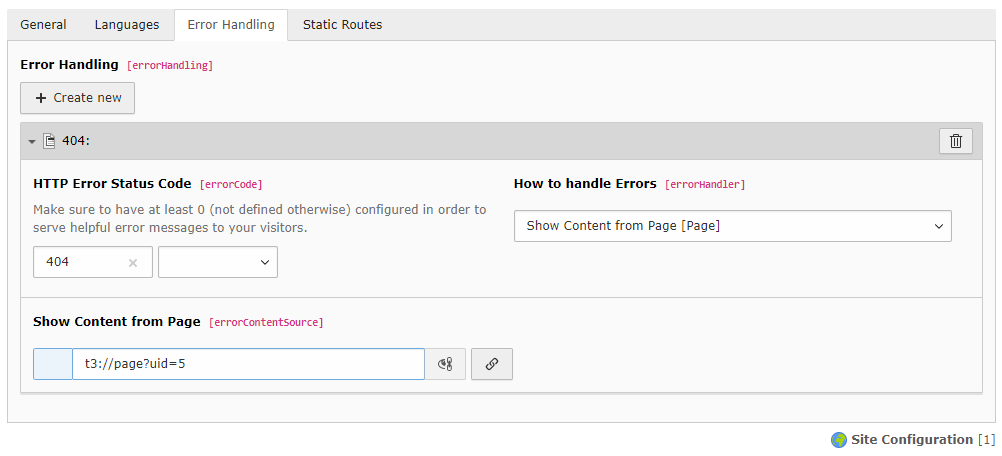 General Languages Error Handling Static Routes
Error Handling [errorHandling]
+ Create new
404:
HTTP Error Status Code [errorCode]
Make sure to have at least 0 (not defined otherwise) configured in order to
serve helpful error messages to your visitors.
404
How to handle Errors [errorHandler]
Show Content from Page [Page]
Show Content from Page [errorContentSource]
t3://page?uid=5
Site Configuration [1]